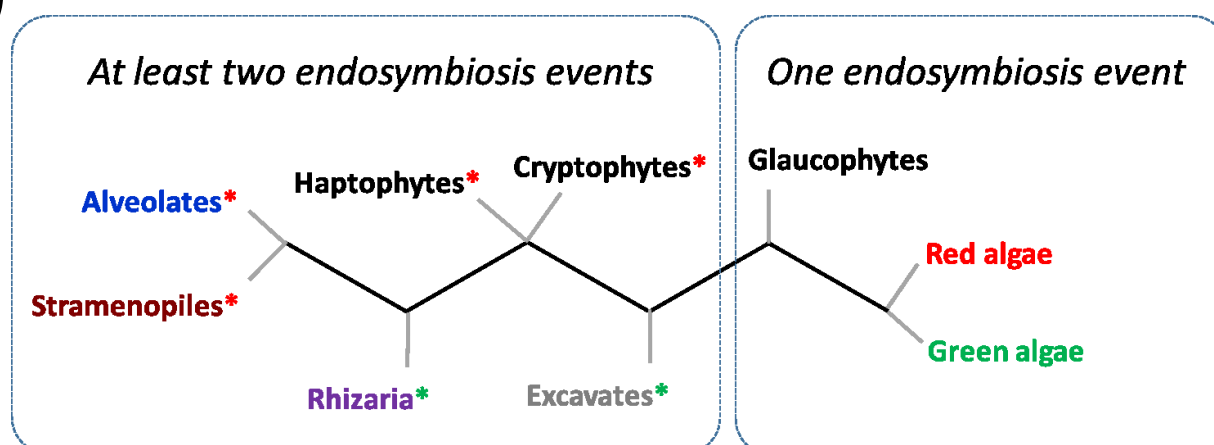 At least two endosymbiosis events
One endosymbiosis event
Cryptophytes*
Glaucophytes
Haptophytes*
Alveolates*
Red algae
Stramenopiles*
Green algae
Rhizaria*
Excavates*